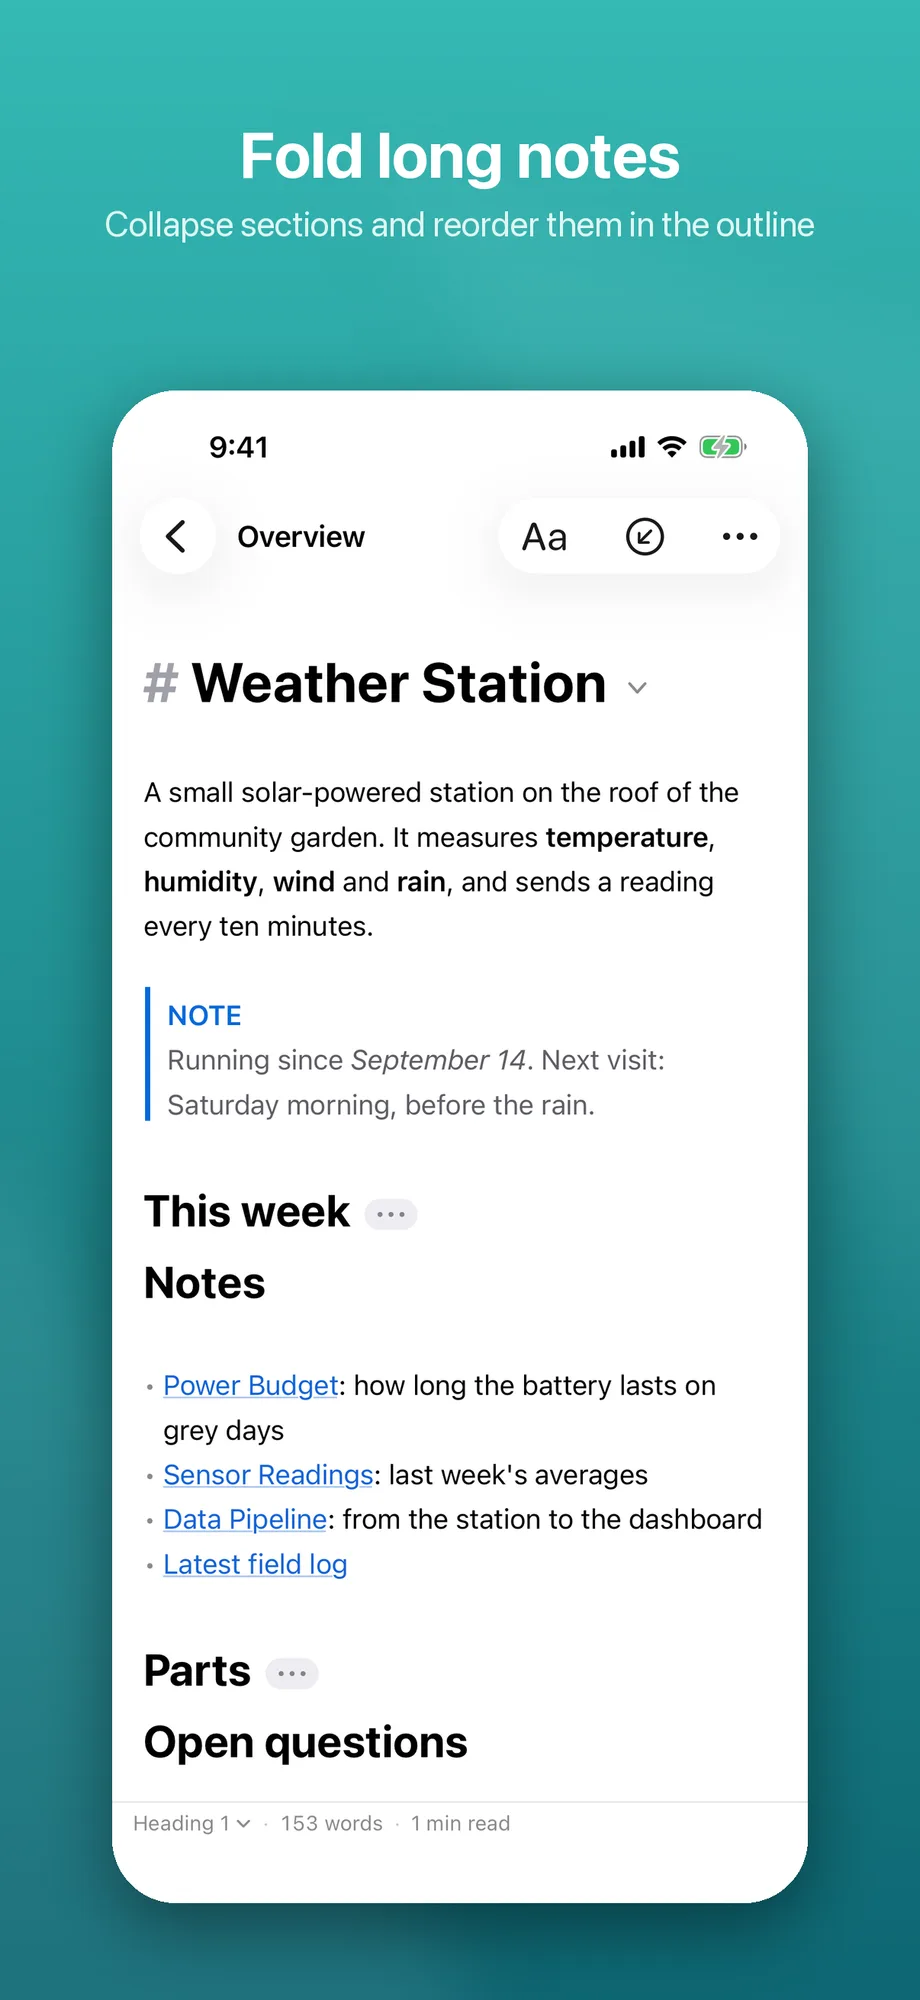 Fold long notes
Collapse sections and reorder them in the outline
9:41
Overview
Aa
# Weather Station
A small solar-powered station on the roof of the
community garden. It measures temperature,
humidity, wind and rain, and sends a reading
every ten minutes.
NOTE
Running since September 14. Next visit:
Saturday morning, before the rain.
This week ···
Notes
• Power Budget: how long the battery lasts on
grey days
• Sensor Readings: last week's averages
• Data Pipeline: from the station to the dashboard
• Latest field log
Parts ···
Open questions
Heading 1 · 153 words · 1 min read